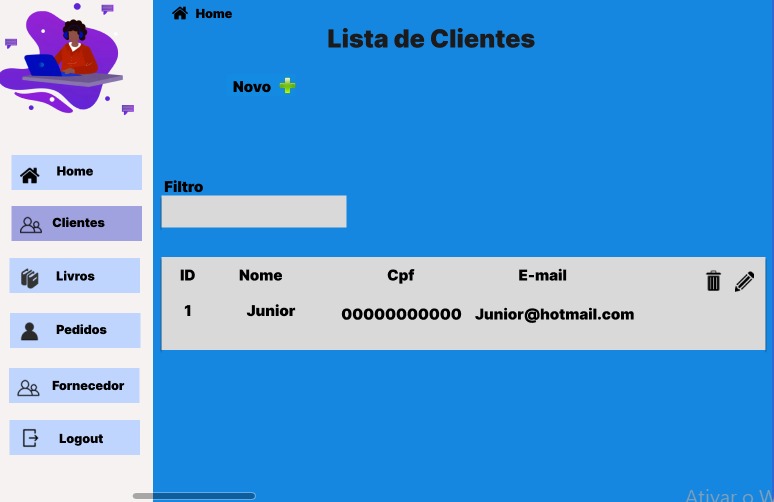 Home
Lista de Clientes
Novo
Home
Clientes
Livros
Pedidos
Fornecedor
Logout
Filtro
ID Nome Cpf E-mail
1 Junior 00000000000 Junior@hotmail.com
Ativar o W